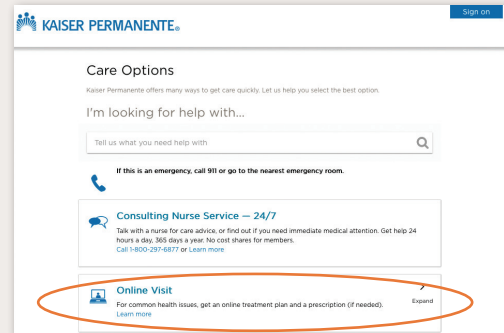 Sign on
KAISER PERMANENTE®
Care Options
Kaiser Permanente offers many ways to get care quickly. Let us help you select the best option.
I'm looking for help with...
Tell us what you need help with
If this is an emergency, call 911 or go to the nearest emergency room.
Consulting Nurse Service — 24/7
Talk with a nurse for care advice, or find out if you need immediate medical attention. Get help 24
hours a day, 365 days a year. No cost shares for members.
Call 1-800-297-6877 or Learn more
Online Visit
For common health issues, get an online treatment plan and a prescription (if needed).
Expand
Learn more